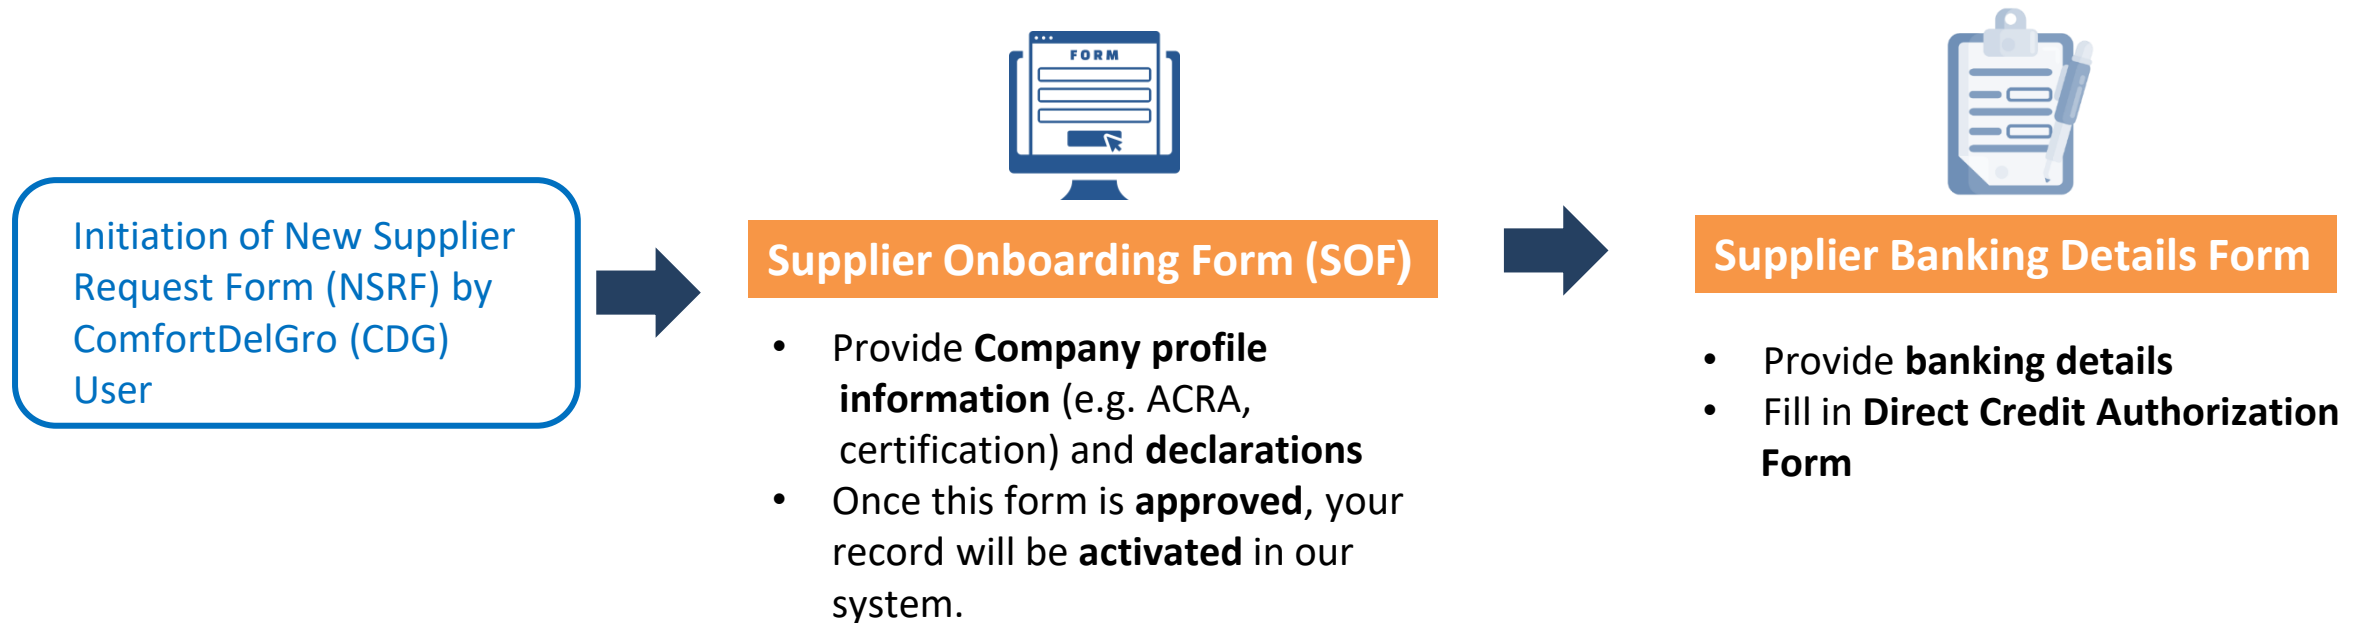 FORM
Initiation of New Supplier
Request Form (NSRF) by
ComfortDelGro (CDG)
User
Supplier Onboarding Form (SOF)
• Provide Company profile
information (e.g. ACRA,
certification) and declarations
• Once this form is approved, your
record will be activated in our
system.
Supplier Banking Details Form
• Provide banking details
• Fill in Direct Credit Authorization
Form